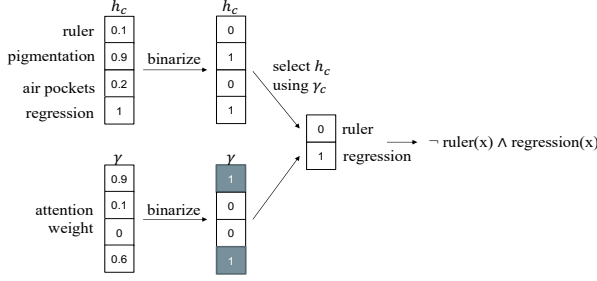 h_c
h_c
ruler
pigmentation
air pockets
regression
0.1
0.9
0.2
1
binarize
0
1
0
1
select h_c
using γ_c
0
1
ruler
regression
¬ ruler(x) ∧ regression(x)
γ
γ
attention
weight
0.9
0.1
0
0.6
binarize
1
0
0
1